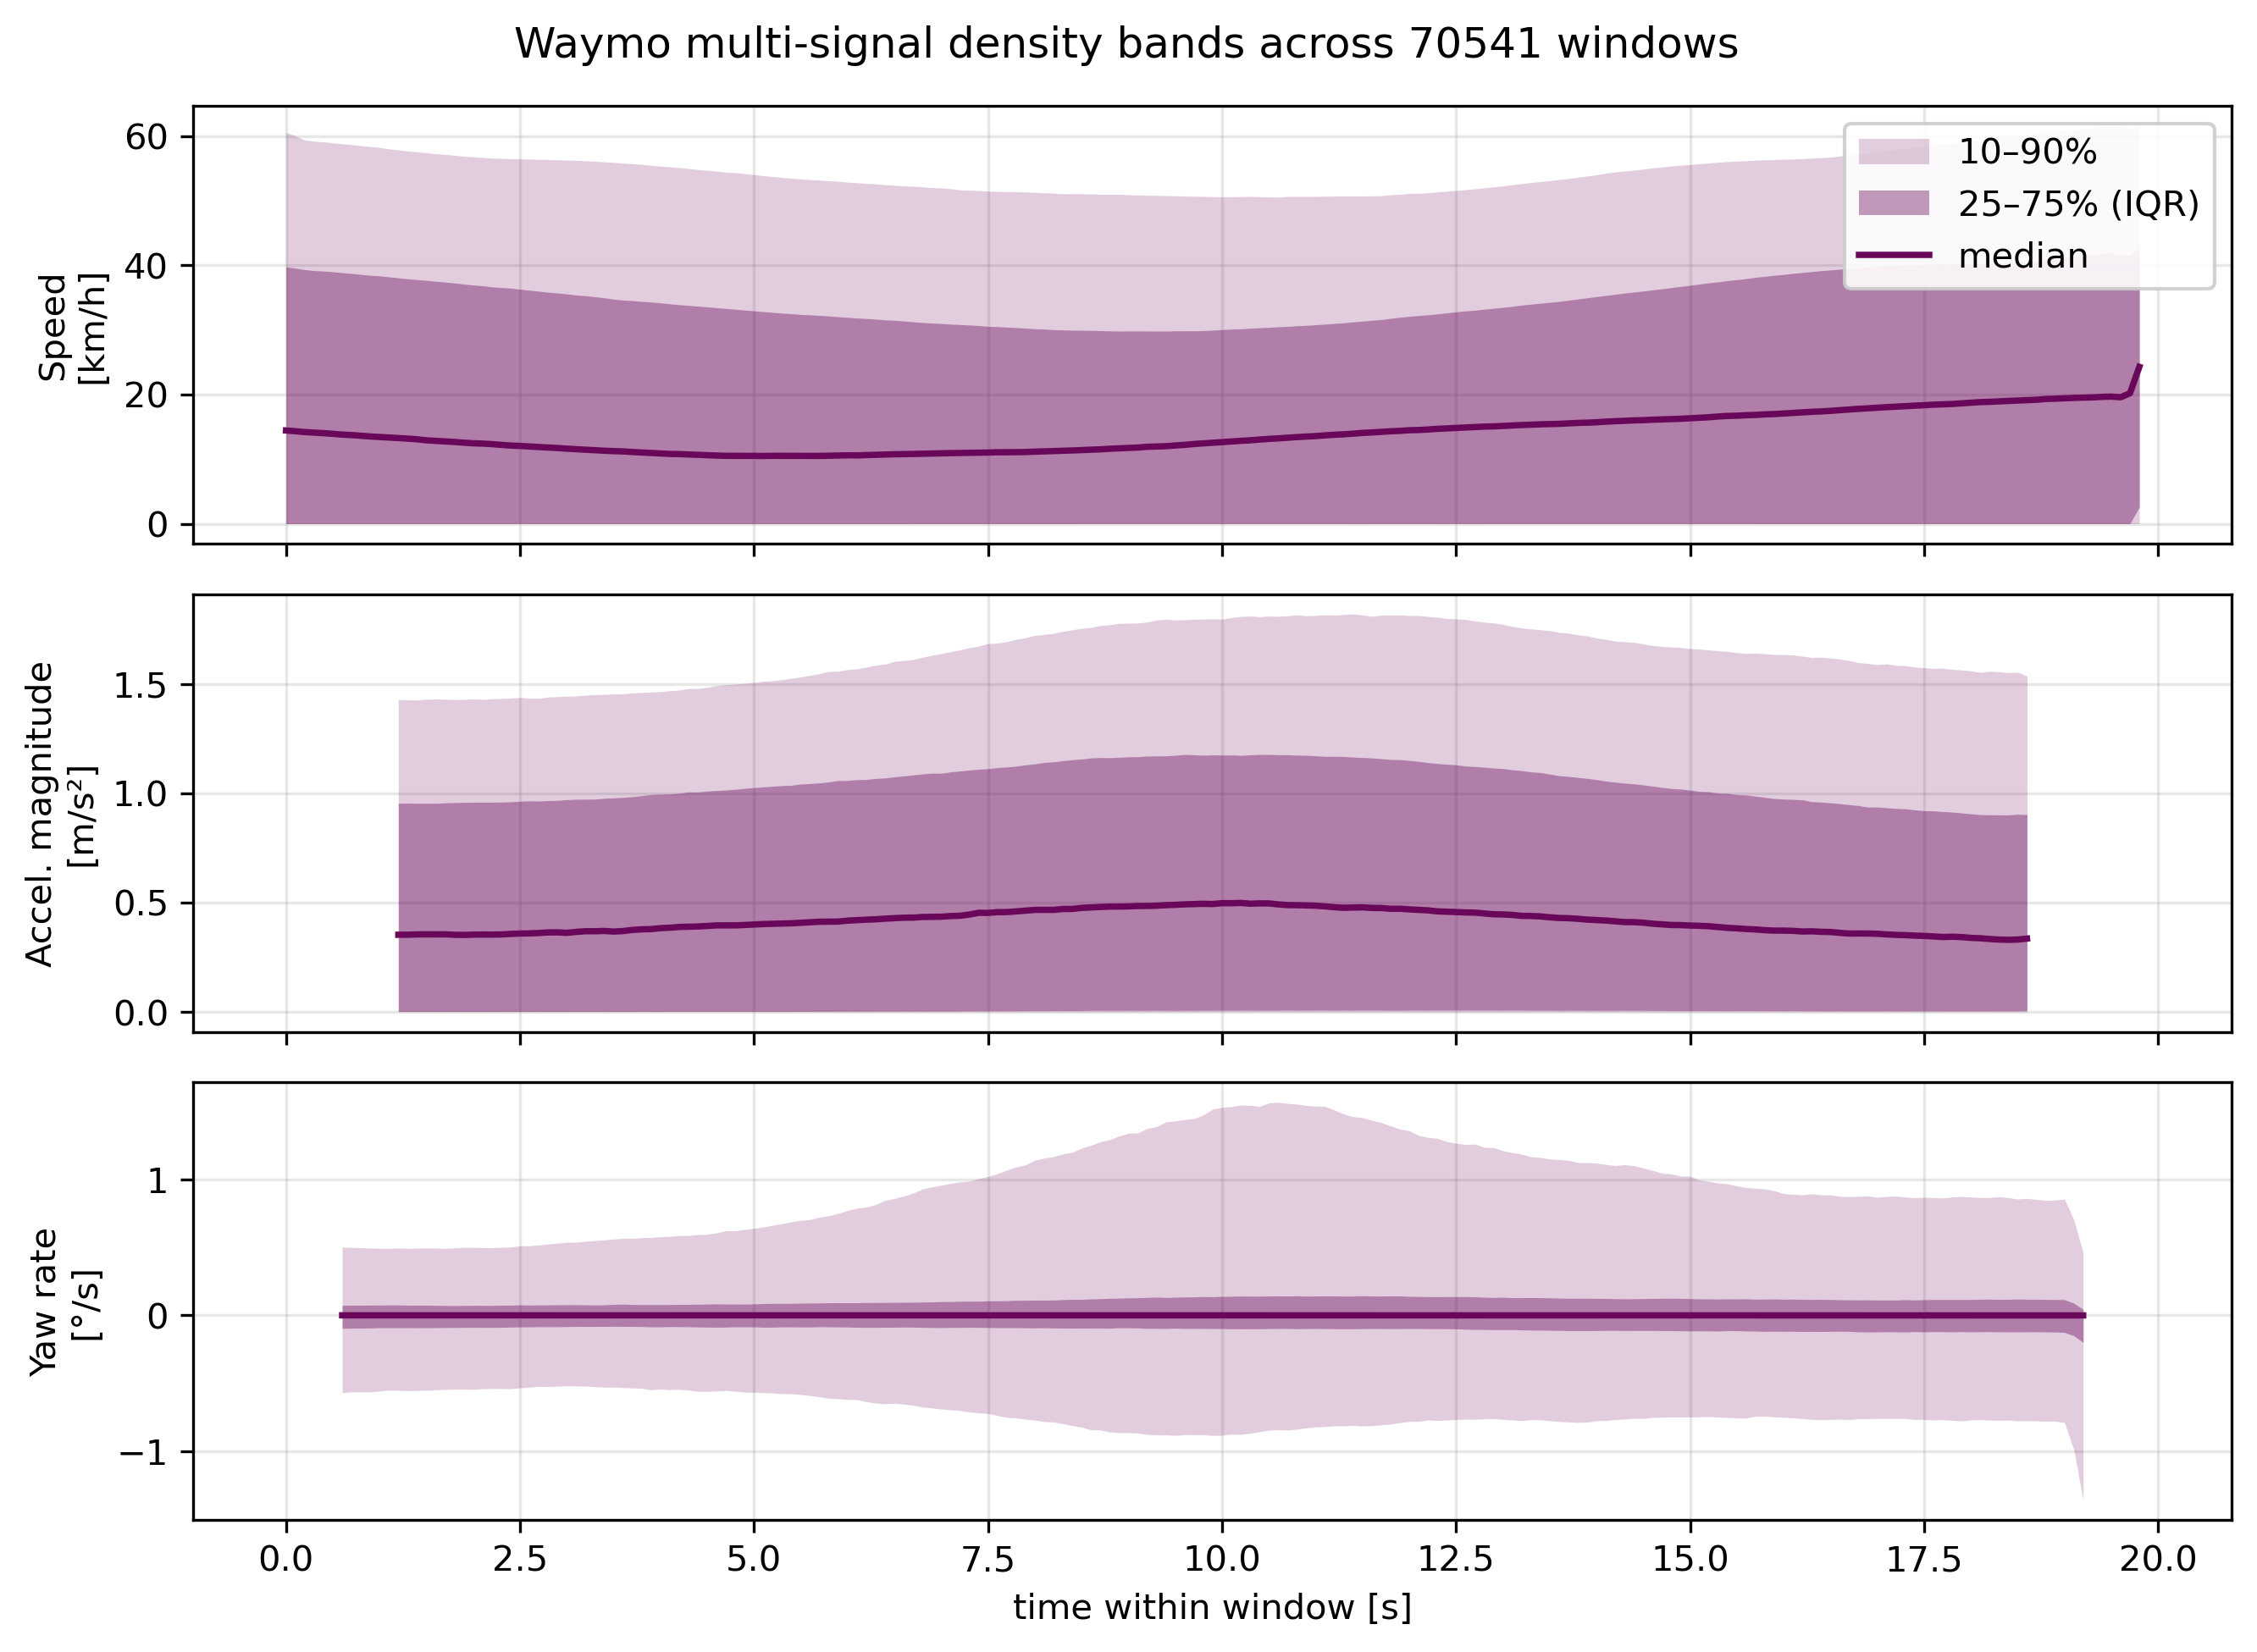 Waymo multi-signal density bands across 70541 windows
Speed
[km/h]
60
40
20
0
10–90%
25–75% (IQR)
median
Accel. magnitude
[m/s²]
1.5
1.0
0.5
0.0
Yaw rate
[°/s]
1
0
−1
0.0 2.5 5.0 7.5 10.0 12.5 15.0 17.5 20.0
time within window [s]